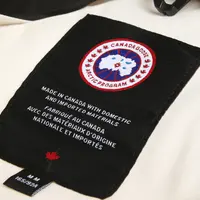 CANADA GOOSE
ARCTIC PROGRAM
MADE IN CANADA WITH DOMESTIC
AND IMPORTED MATERIALS
FABRIQUÉ AU CANADA
AVEC DES MATÉRIAUX D'ORIGINE
NATIONALE ET IMPORTÉS